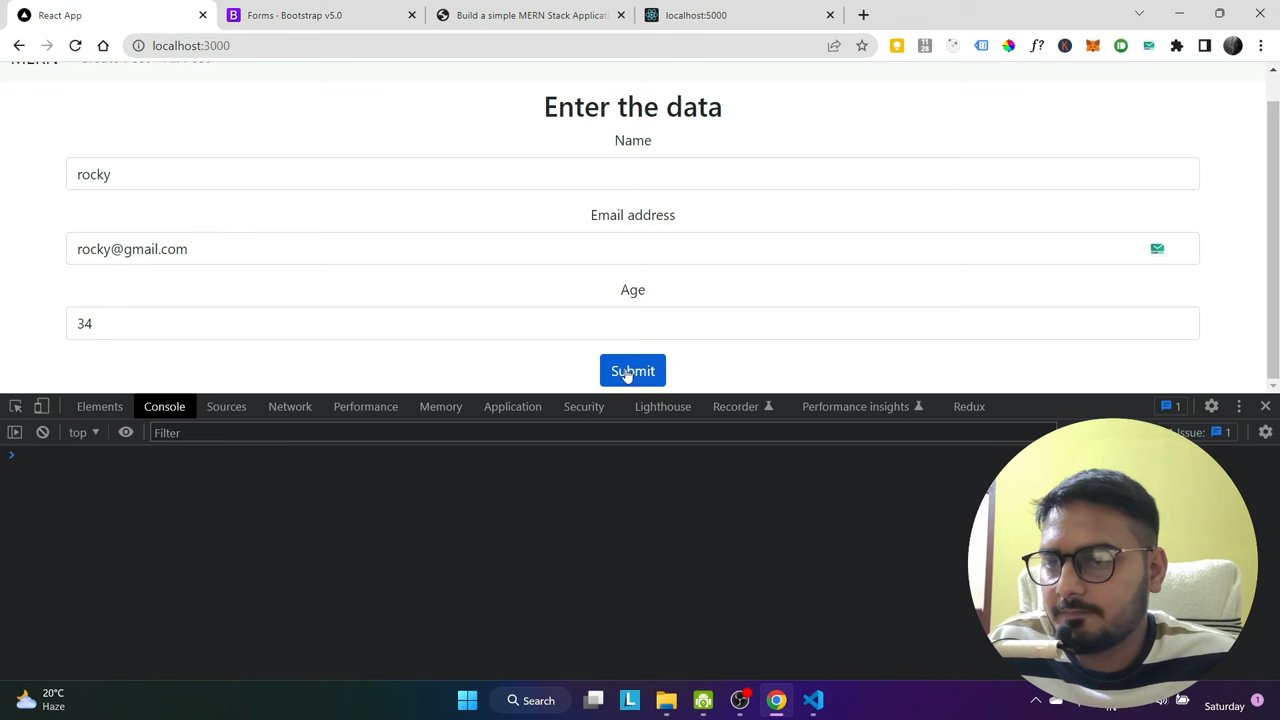 React App
Forms · Bootstrap v5.0
Build a simple MERN Stack Applicat
localhost:5000
localhost:3000
Enter the data
Name
rocky
Email address
rocky@gmail.com
Age
34
Submit
Elements
Console
Sources
Network
Performance
Memory
Application
Security
Lighthouse
Recorder
Performance insights
Redux
1
top
Filter
Issue: 1
20°C
Haze
Search
Saturday
1